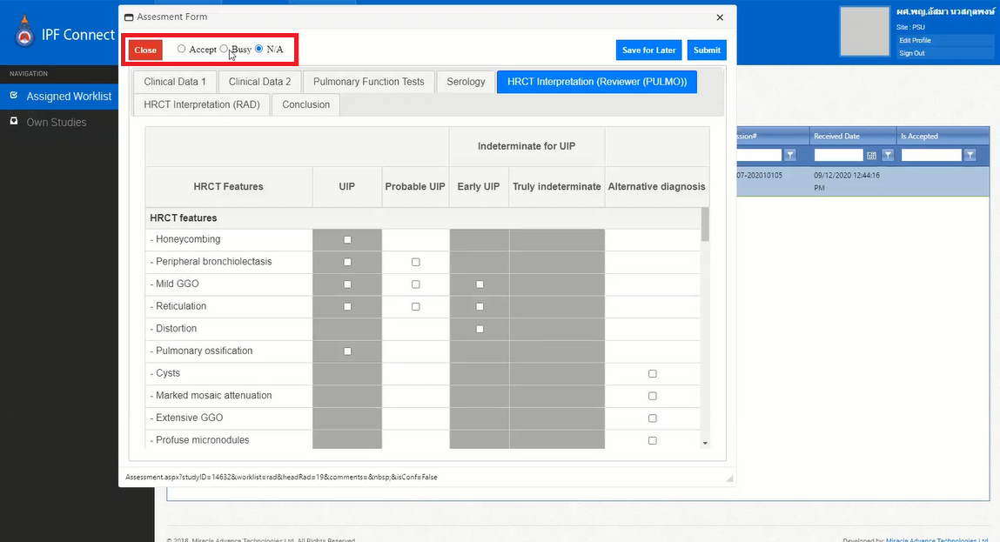 IPF Connect
NAVIGATION
Assigned Worklist
Own Studies
Assesment Form
Close Accept Busy N/A
Save for Later Submit
Clinical Data 1 Clinical Data 2 Pulmonary Function Tests Serology HRCT Interpretation (Reviewer (PULMO))
HRCT Interpretation (RAD) Conclusion
Indeterminate for UIP
HRCT Features UIP Probable UIP Early UIP Truly indeterminate Alternative diagnosis
HRCT features
- Honeycombing
- Peripheral bronchiolectasis
- Mild GGO
- Reticulation
- Distortion
- Pulmonary ossification
- Cysts
- Marked mosaic attenuation
- Extensive GGO
- Profuse micronodules
Assessment.aspx?studyID=14632&worklist=rad&headRad=19&comments=&nbsp;&isConf=False
ผศ.พญ.อัสมา นวสกุลพงษ์
Site : PSU
Edit Profile
Sign Out
ssion# Received Date Is Accepted
07-202010105 09/12/2020 12:44:16
PM
© 2018, Miracle Advance Technologies Ltd. All Rights Reserved.
Developed by: Miracle Advance Technologies Ltd.